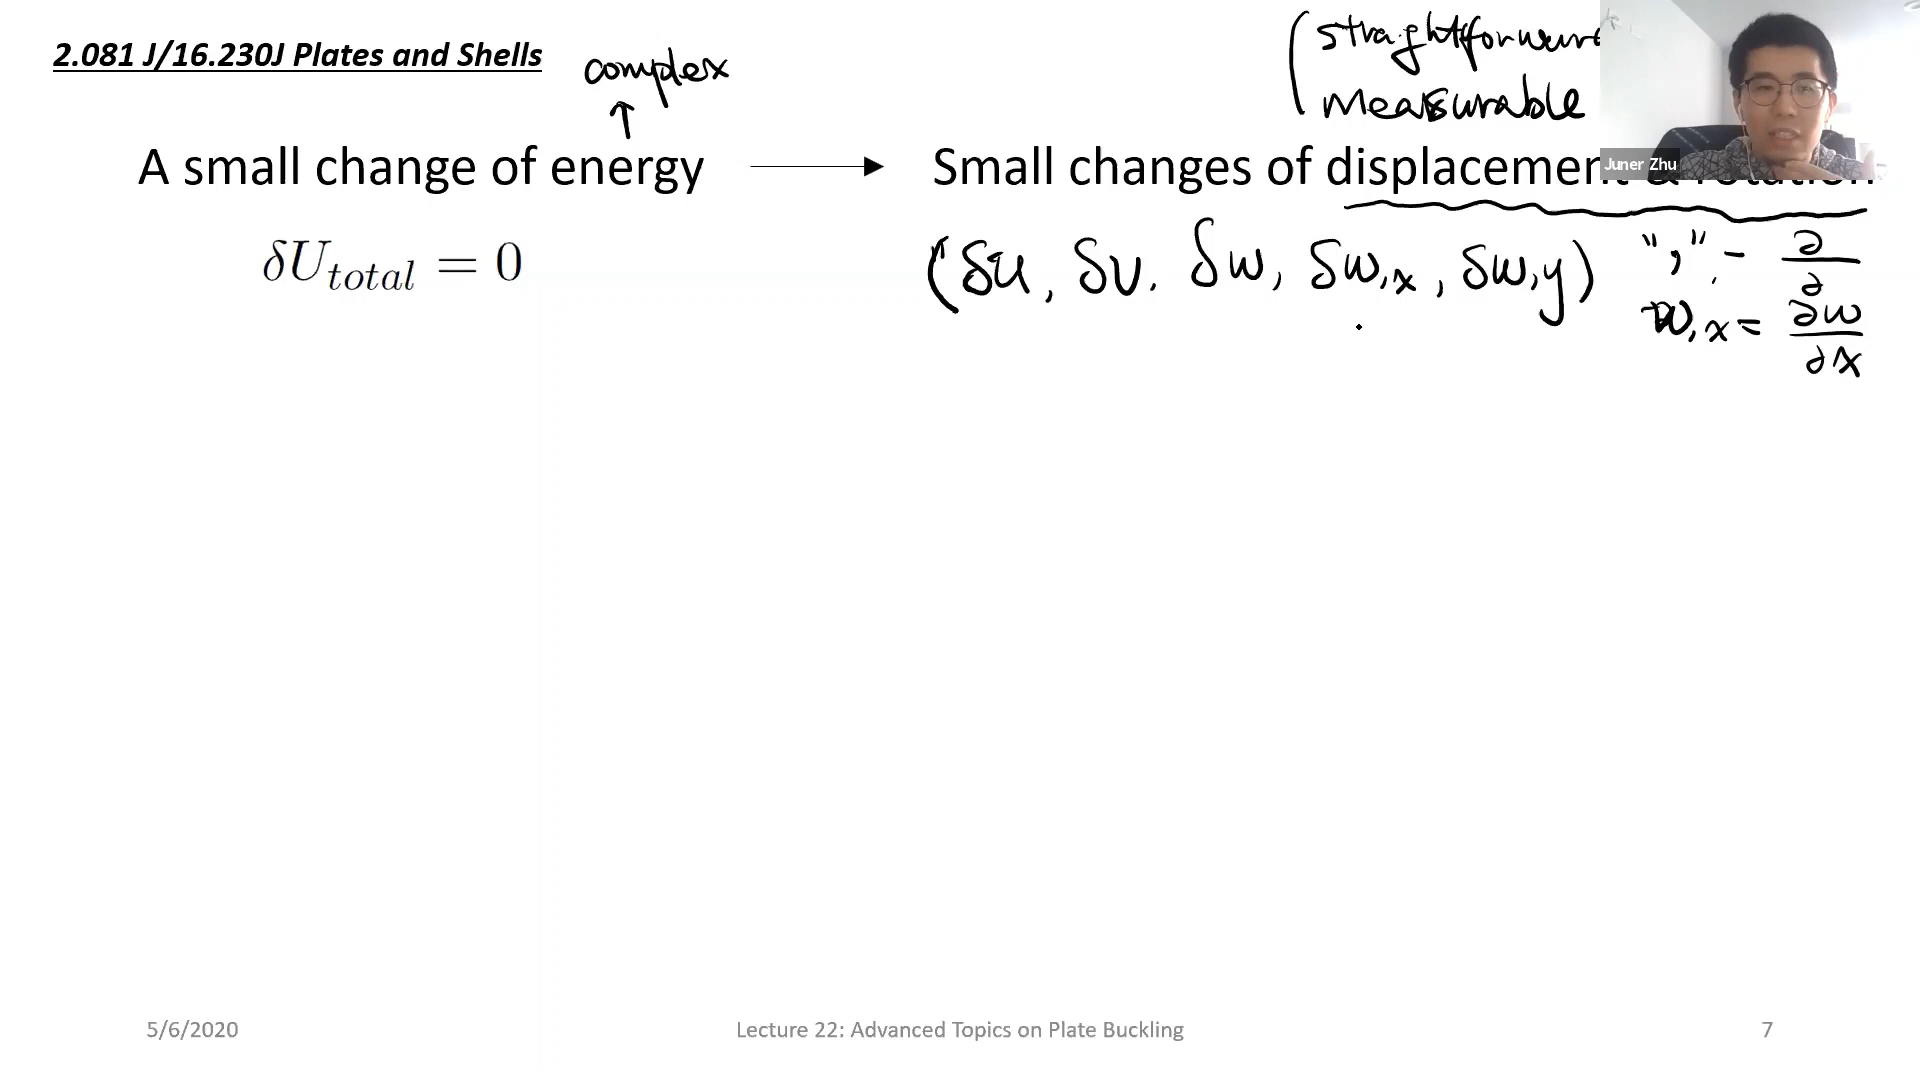 2.081 J/16.230J Plates and Shells
complex
↑
straightforward
measurable
A small change of energy → Small changes of displacement & rotation
δU_total = 0
(δu, δv. δw, δw,x, δw,y)
"," - ∂/∂
w,x = ∂w/∂x
Juner Zhu
5/6/2020
Lecture 22: Advanced Topics on Plate Buckling
7